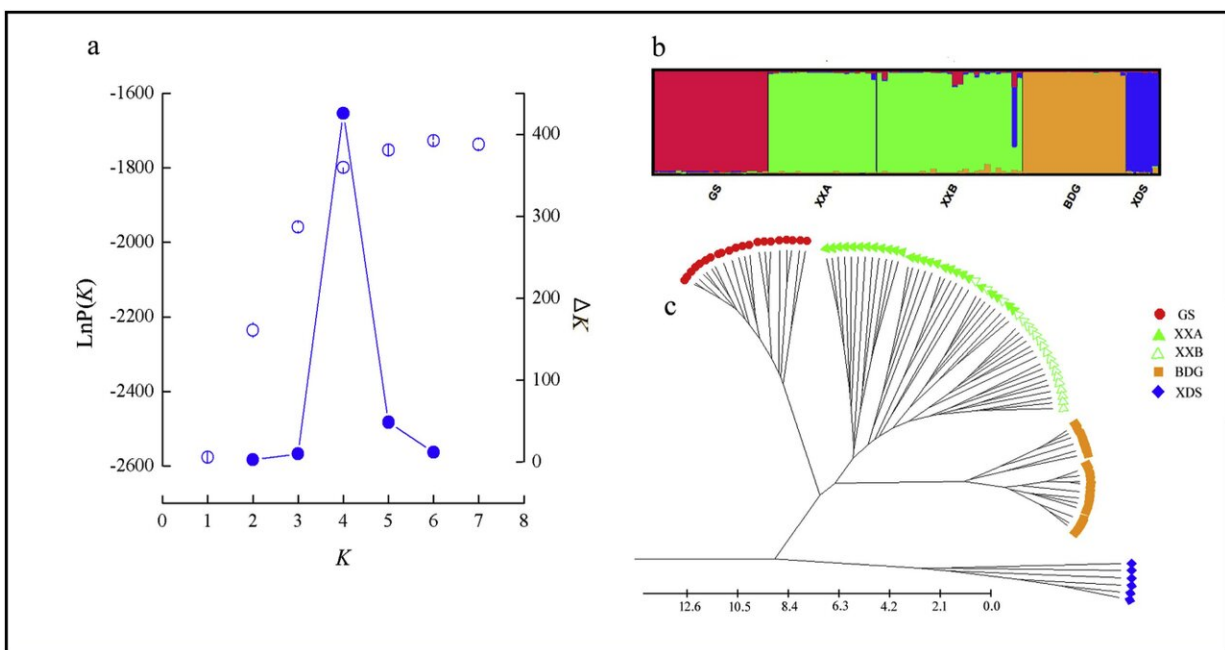 a
-1600
-1800
-2000
-2200
-2400
-2600
LnP(K)
400
300
200
100
0
ΔK
0 1 2 3 4 5 6 7 8
K
b
GS XXA XXB BDG XDS
c
GS
XXA
XXB
BDG
XDS
12.6 10.5 8.4 6.3 4.2 2.1 0.0